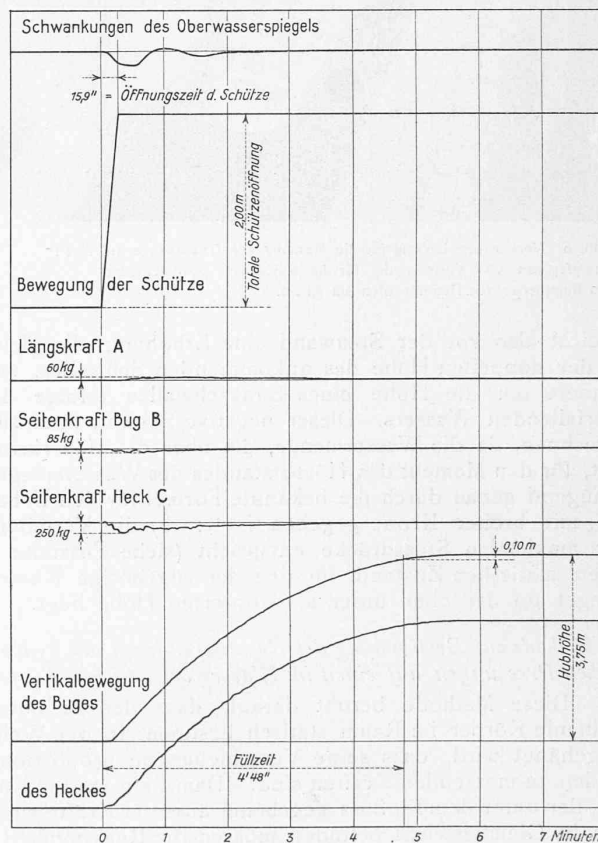 Schwankungen des Oberwasserspiegels
15,9" = Öffnungszeit d. Schütze
2,00 m
Totale Schützenöffnung
Bewegung der Schütze
Längskraft A
60 kg
Seitenkraft Bug B
85 kg
Seitenkraft Heck C
250 kg
0,10 m
Hubhöhe
3,75 m
Vertikalbewegung
des Buges
Füllzeit
4' 48"
des Heckes
0 1 2 3 4 5 6 7 Minuten